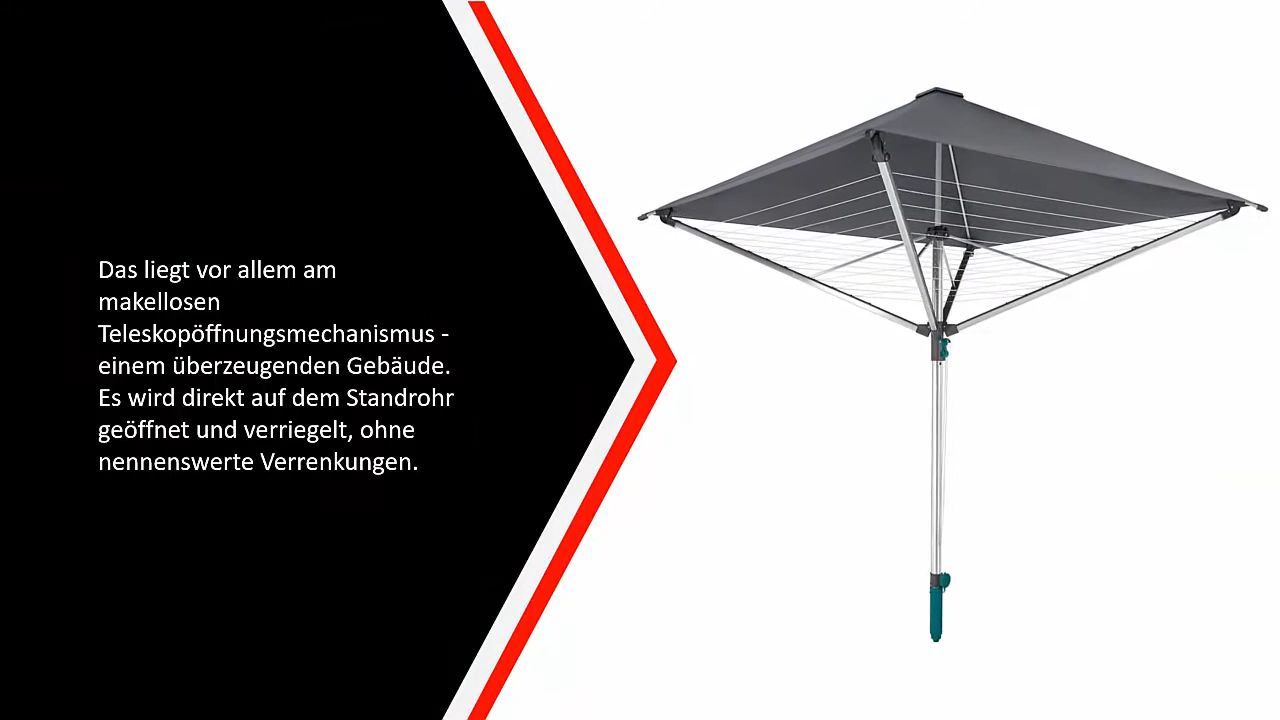 Das liegt vor allem am
makellosen
Teleskopöffnungsmechanismus -
einem überzeugenden Gebäude.
Es wird direkt auf dem Standrohr
geöffnet und verriegelt, ohne
nennenswerte Verrenkungen.